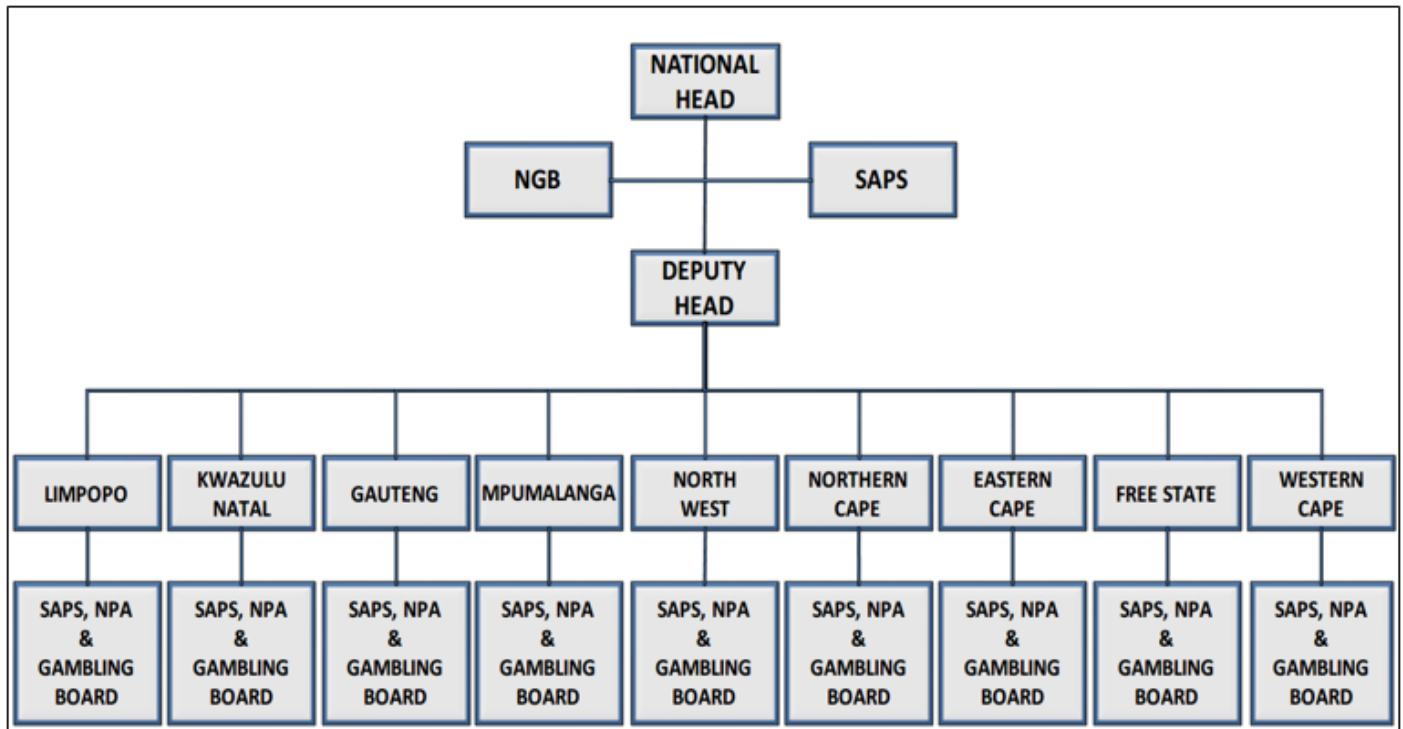 NATIONAL
HEAD
NGB
SAPS
DEPUTY
HEAD
LIMPOPO
KWAZULU
NATAL
GAUTENG
MPUMALANGA
NORTH
WEST
NORTHERN
CAPE
EASTERN
CAPE
FREE STATE
WESTERN
CAPE
SAPS, NPA
&
GAMBLING
BOARD
SAPS, NPA
&
GAMBLING
BOARD
SAPS, NPA
&
GAMBLING
BOARD
SAPS, NPA
&
GAMBLING
BOARD
SAPS, NPA
&
GAMBLING
BOARD
SAPS, NPA
&
GAMBLING
BOARD
SAPS, NPA
&
GAMBLING
BOARD
SAPS, NPA
&
GAMBLING
BOARD
SAPS, NPA
&
GAMBLING
BOARD